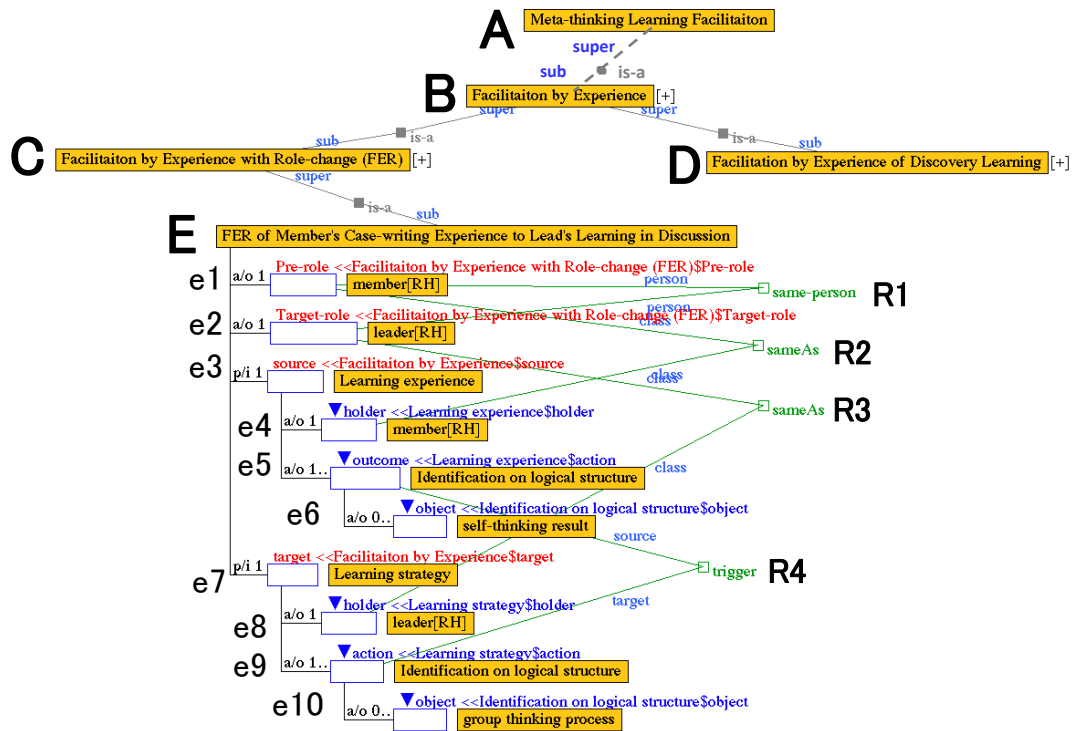 A
Meta-thinking Learning Facilitaiton
super
sub
is-a
B
Facilitaiton by Experience
[+]
super
super
is-a
is-a
sub
sub
C
Facilitaiton by Experience with Role-change (FER)
[+]
D
Facilitation by Experience of Discovery Learning
[+]
super
is-a
sub
E
FER of Member's Case-writing Experience to Lead's Learning in Discussion
Pre-role <<Facilitaiton by Experience with Role-change (FER)$Pre-role
e1
a/o 1
member[RH]
person
same-person
R1
person
Target-role <<Facilitaiton by Experience with Role-change (FER)$Target-role
class
e2
a/o 1
leader[RH]
sameAs
R2
source <<Facilitaiton by Experience$source
e3
p/i 1
Learning experience
class
class
holder <<Learning experience$holder
sameAs
R3
e4
a/o 1
member[RH]
outcome <<Learning experience$action
e5
a/o 1..
Identification on logical structure
class
object <<Identification on logical structure$object
e6
a/o 0..
self-thinking result
source
target <<Facilitaiton by Experience$target
e7
p/i 1
Learning strategy
trigger
R4
holder <<Learning strategy$holder
target
e8
a/o 1
leader[RH]
action <<Learning strategy$action
e9
a/o 1..
Identification on logical structure
object <<Identification on logical structure$object
e10
a/o 0..
group thinking process